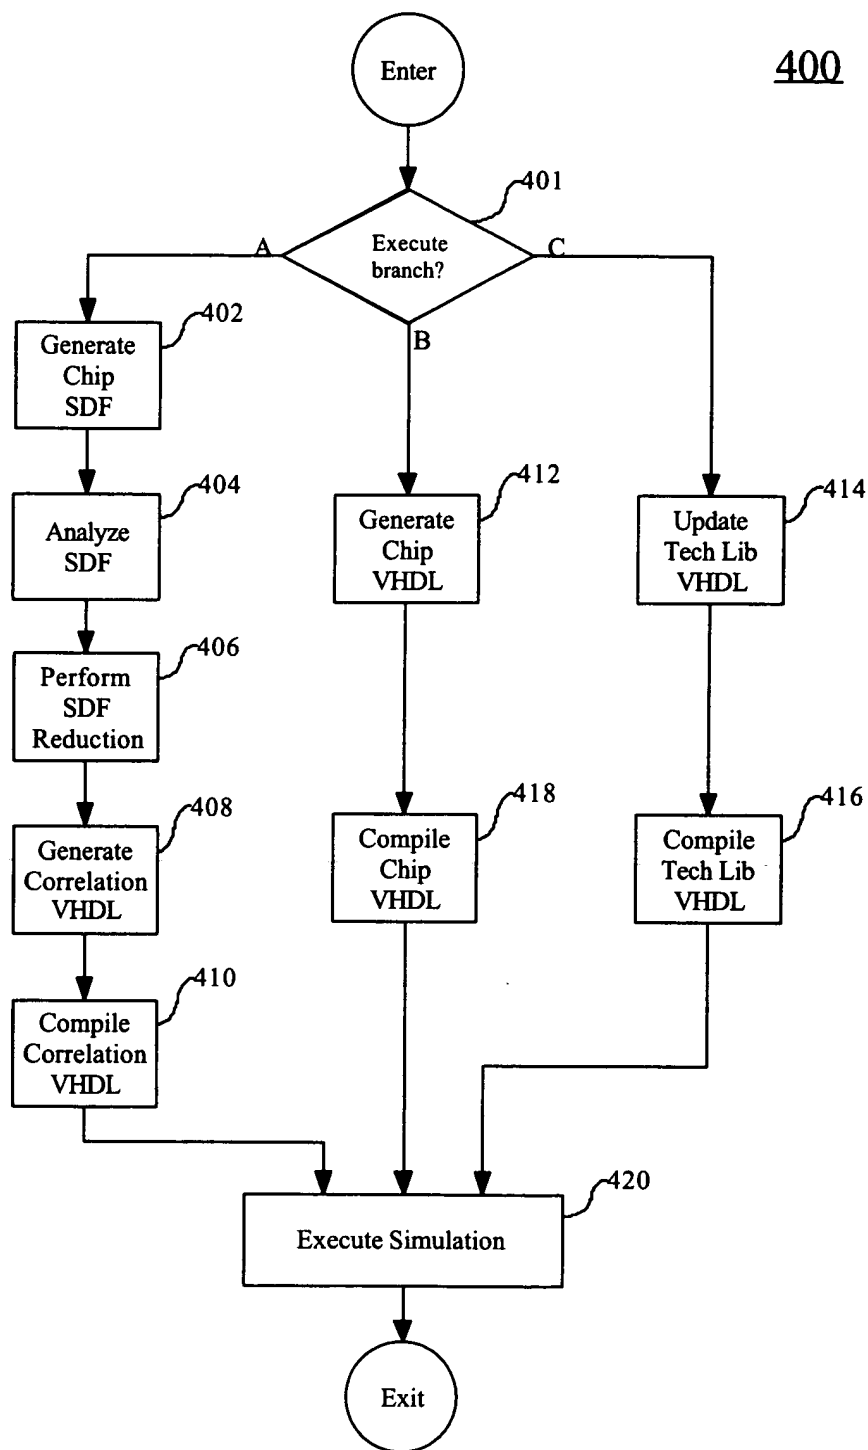 Enter
400
401
Execute
branch?
A
C
B
402
Generate
Chip
SDF
404
Analyze
SDF
406
Perform
SDF
Reduction
408
Generate
Correlation
VHDL
410
Compile
Correlation
VHDL
412
Generate
Chip
VHDL
418
Compile
Chip
VHDL
414
Update
Tech Lib
VHDL
416
Compile
Tech Lib
VHDL
420
Execute Simulation
Exit